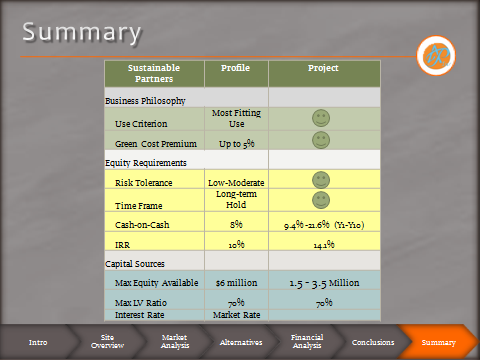 Summary
Sustainable Partners Profile Project
Business Philosophy
Use Criterion Most Fitting Use
Green Cost Premium Up to 5%
Equity Requirements
Risk Tolerance Low-Moderate
Time Frame Long-term Hold
Cash-on-Cash 8% 9.4% -11.6% (Y1-Y10)
IRR 10% 14.1%
Capital Sources
Max Equity Available $6 million 1.5 - 3.5 Million
Max LV Ratio 70% 70%
Interest Rate Market Rate
Intro Site Overview Market Analysis Alternatives Financial Analysis Conclusions Summary